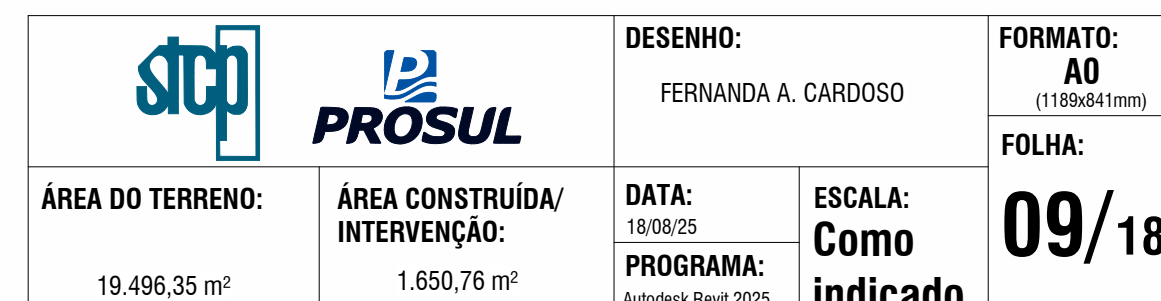 stcp
PROSUL
DESENHO:
FERNANDA A. CARDOSO
FORMATO:
A0
(1189x841mm)
FOLHA:
09/18
ÁREA DO TERRENO:
19.496,35 m²
ÁREA CONSTRUÍDA/
INTERVENÇÃO:
1.650,76 m²
DATA:
18/08/25
PROGRAMA:
Autodesk Revit 2025
ESCALA:
Como
indicado